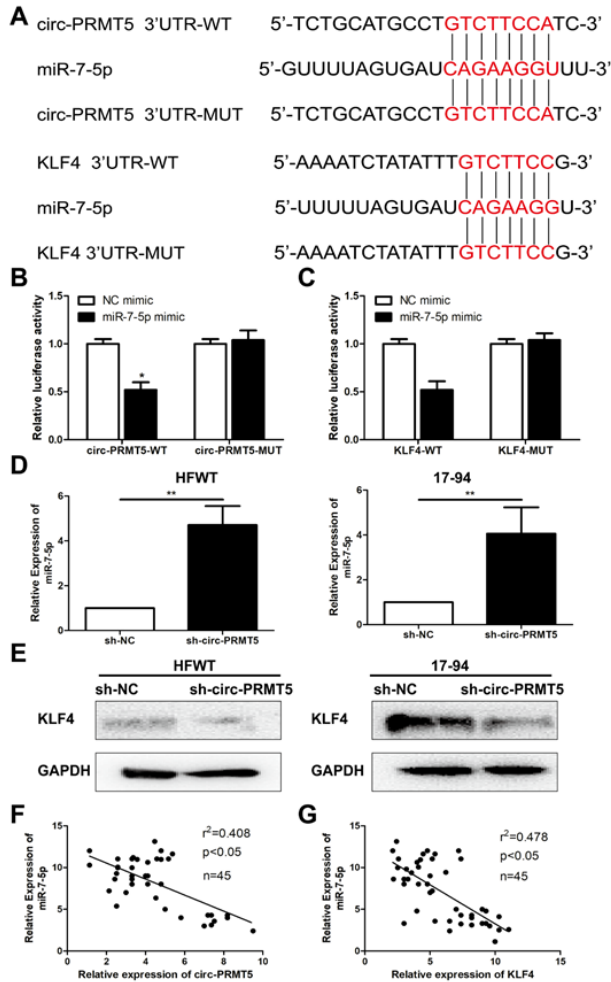 A
circ-PRMT5 3'UTR-WT 5'-TCTGCATGCCTGTCTTCCATC-3'
miR-7-5p 5'-GUUUUUAGUGAUCAGAAGGUUU-3'
circ-PRMT5 3'UTR-MUT 5'-TCTGCATGCCTGTCTTCCATC-3'
KLF4 3'UTR-WT 5'-AAAATCTATATTTGTCTTCCG-3'
miR-7-5p 5'-UUUUUAGUGAUCAGAAGGU-3'
KLF4 3'UTR-MUT 5'-AAAATCTATATTTGTCTTCCG-3'
B
NC mimic
miR-7-5p mimic
Relative luciferase activity
1.5
1.0
0.5
0.0
*
circ-PRMT5-WT circ-PRMT5-MUT
C
NC mimic
miR-7-5p mimic
Relative luciferase activity
1.5
1.0
0.5
0.0
KLF4-WT KLF4-MUT
D
HFWT
Relative Expression of
miR-7-5p
6
4
2
0
**
sh-NC sh-circ-PRMT5
17-94
Relative Expression of
miR-7-5p
6
4
2
0
**
sh-NC sh-circ-PRMT5
E
HFWT
sh-NC sh-circ-PRMT5
KLF4
GAPDH
17-94
sh-NC sh-circ-PRMT5
KLF4
GAPDH
F
Relative Expression of
miR-7-5p
15
10
5
0
r²=0.408
p<0.05
n=45
0 2 4 6 8 10
Relative expression of circ-PRMT5
G
Relative Expression of
miR-7-5p
15
10
5
0
r²=0.478
p<0.05
n=45
0 5 10 15
Relative expression of KLF4